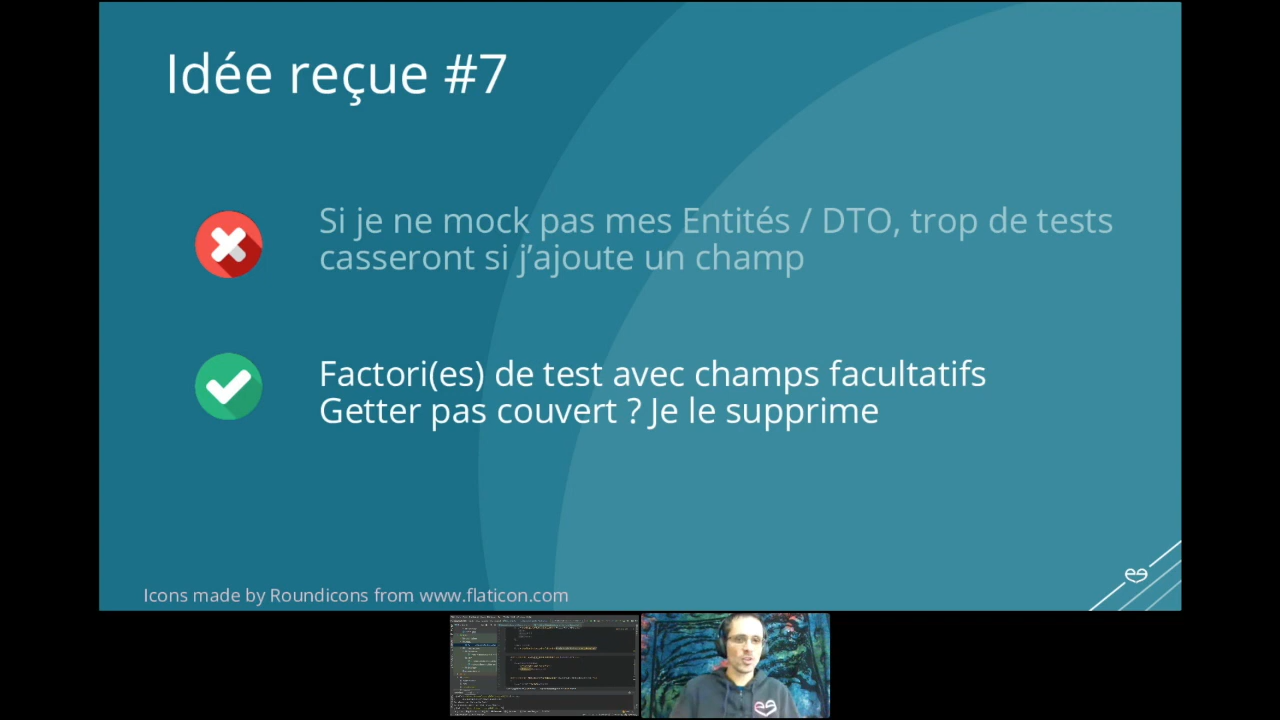 Idée reçue #7
Si je ne mock pas mes Entités / DTO, trop de tests
casseront si j’ajoute un champ
Factori(es) de test avec champs facultatifs
Getter pas couvert ? Je le supprime
Icons made by Roundicons from www.flaticon.com